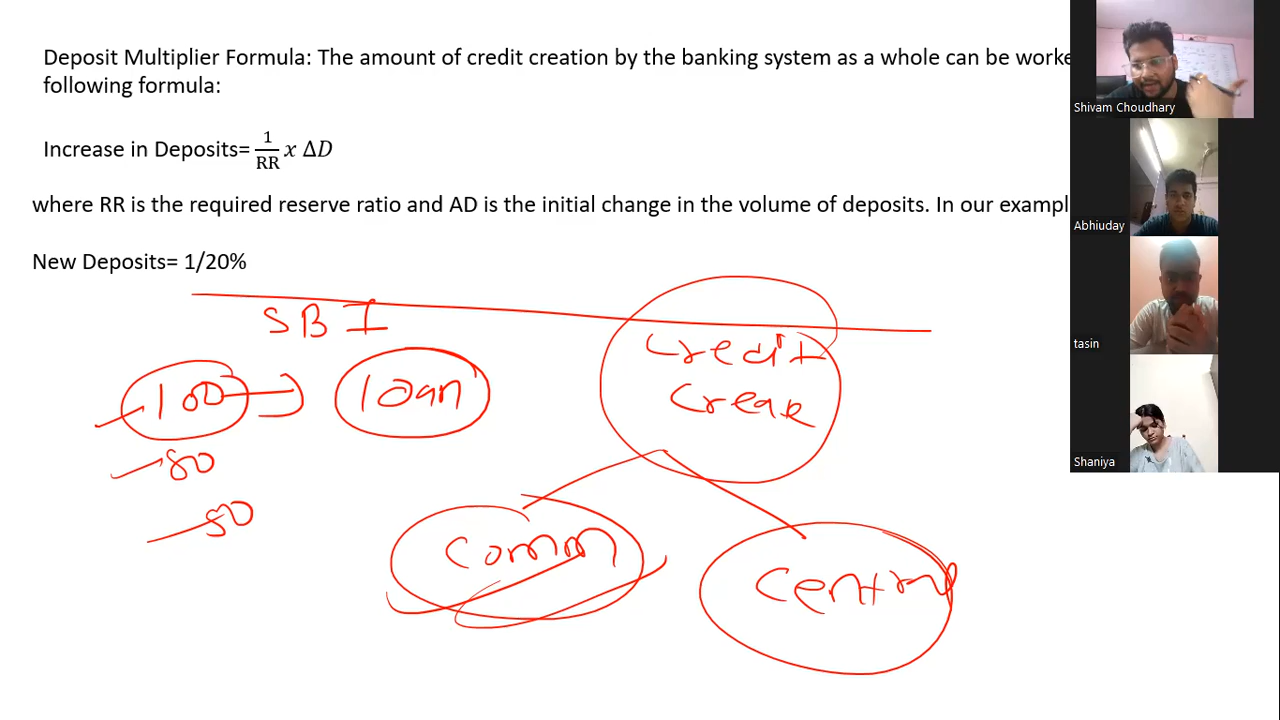 Deposit Multiplier Formula: The amount of credit creation by the banking system as a whole can be worke
following formula:
Increase in Deposits= 1/RR x ΔD
where RR is the required reserve ratio and AD is the initial change in the volume of deposits. In our exampl
New Deposits= 1/20%
SBI
100 loan
80
80
Credit
Creae
Comm
Central
Shivam Choudhary
Abhiuday
tasin
Shaniya